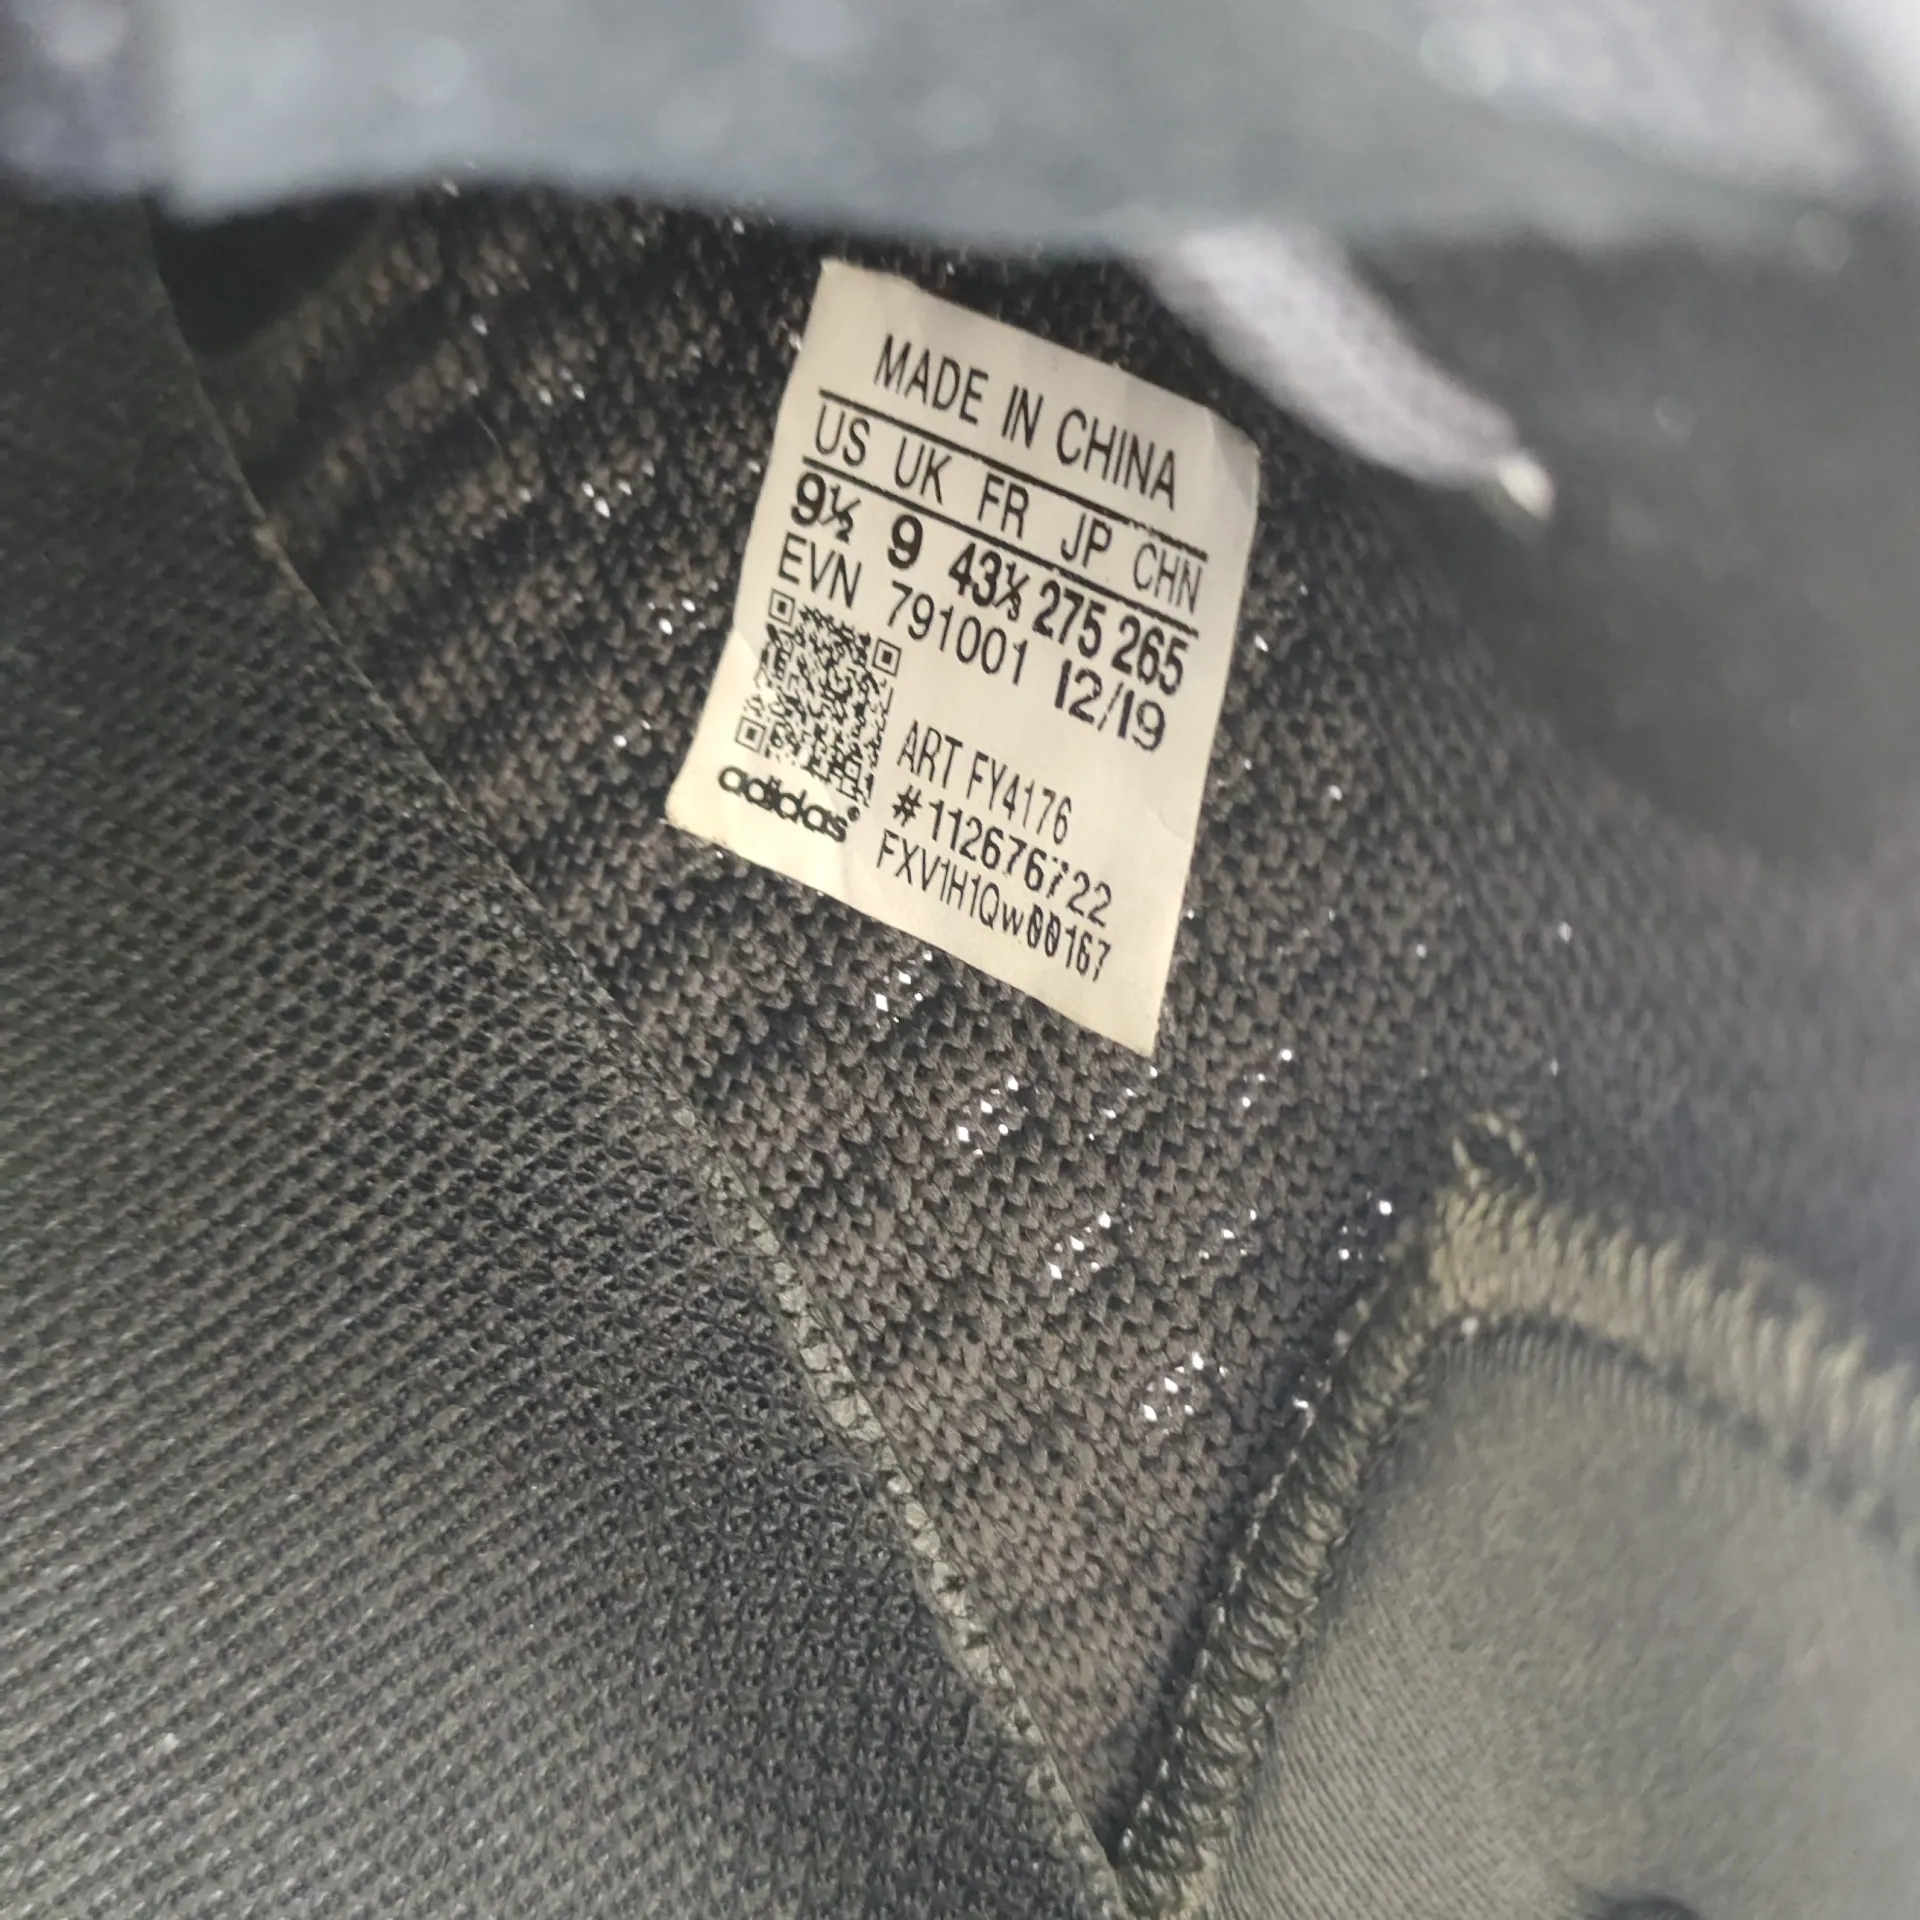 MADE IN CHINA
US UK FR JP CHN
9½ 9 43⅓ 275 265
EVN 791001 12/19
ART FY4176
#112676722
adidas®
FXV1H1Qw00167